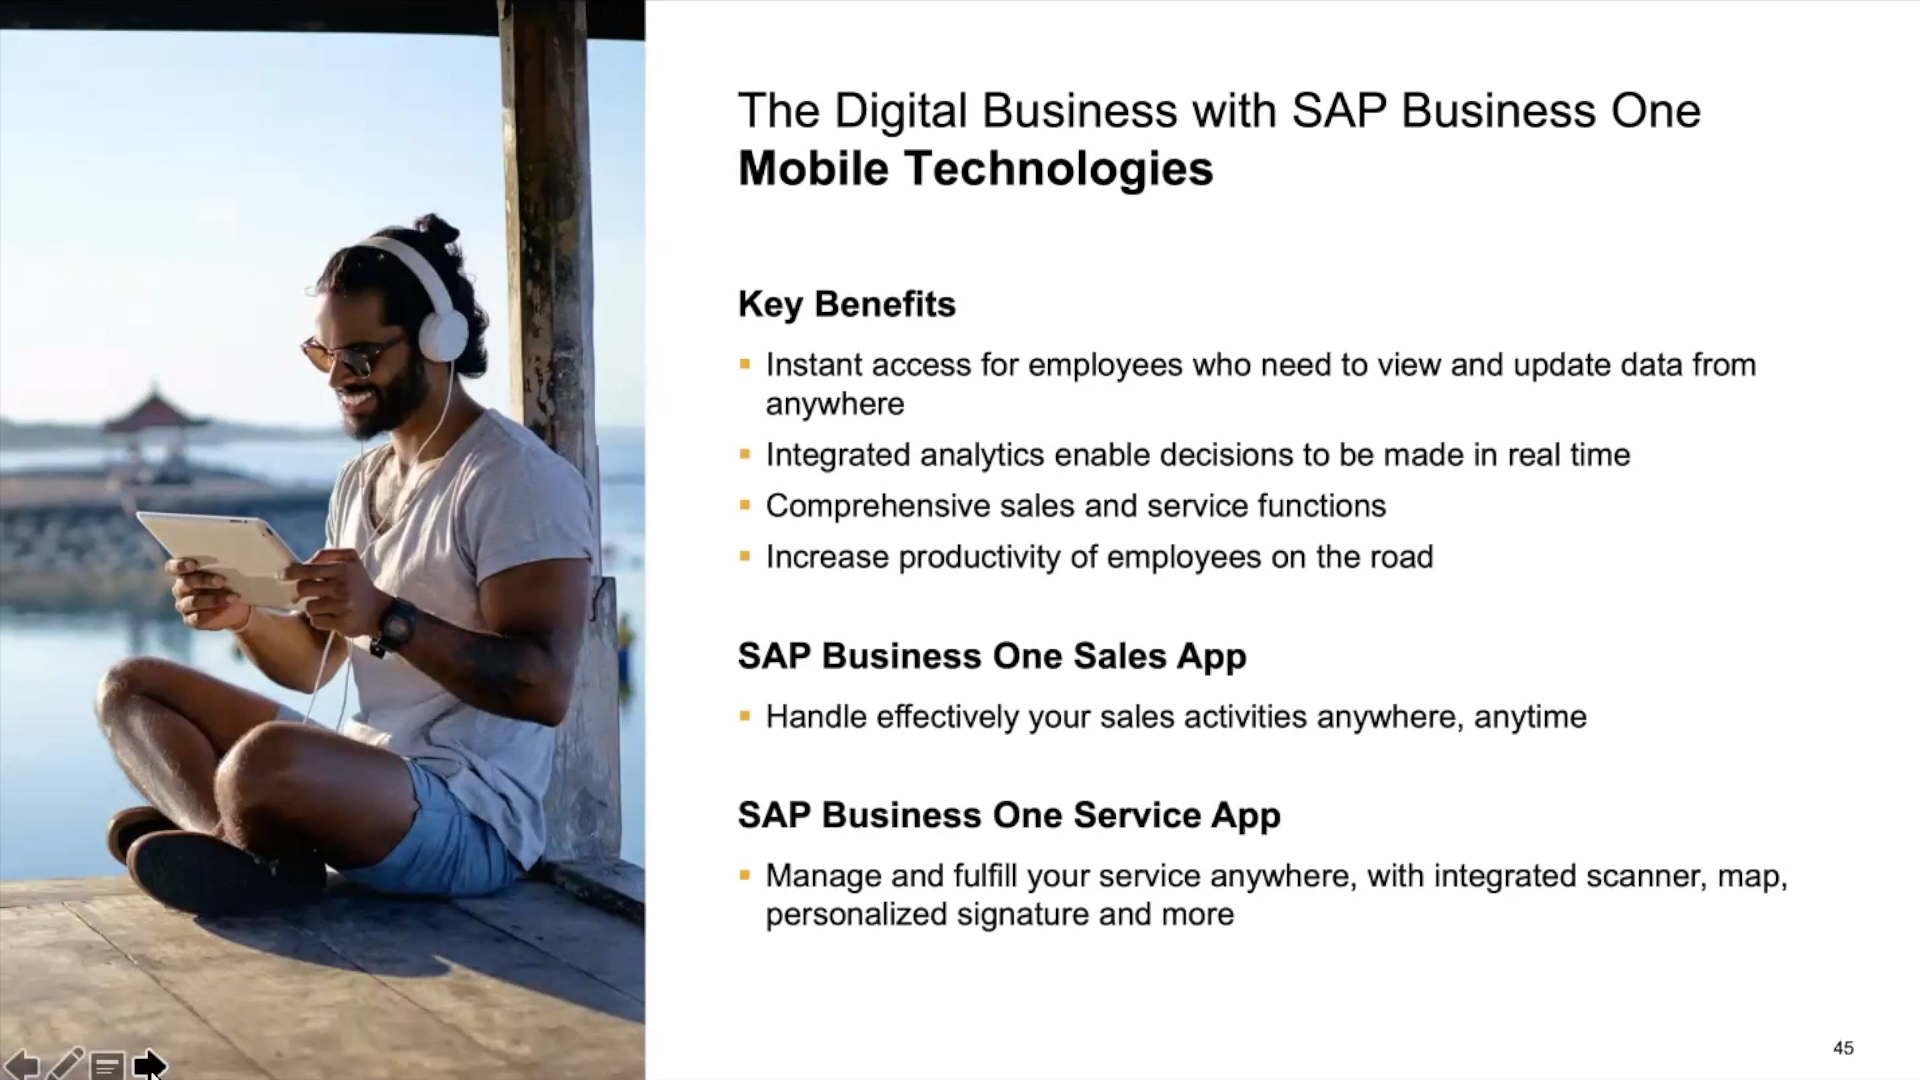 The Digital Business with SAP Business One
Mobile Technologies
Key Benefits
Instant access for employees who need to view and update data from
anywhere
Integrated analytics enable decisions to be made in real time
Comprehensive sales and service functions
Increase productivity of employees on the road
SAP Business One Sales App
Handle effectively your sales activities anywhere, anytime
SAP Business One Service App
Manage and fulfill your service anywhere, with integrated scanner, map,
personalized signature and more
45